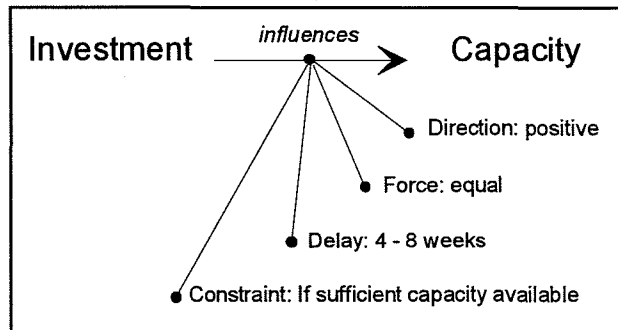 influences
Investment Capacity
Direction: positive
Force: equal
Delay: 4 - 8 weeks
Constraint: If sufficient capacity available